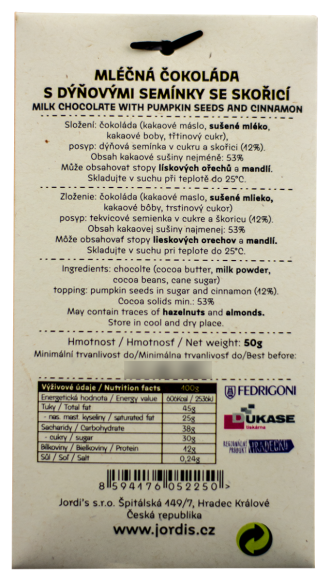 MLÉČNÁ ČOKOLÁDA
S DÝŇOVÝMI SEMÍNKY SE SKOŘICÍ
MILK CHOCOLATE WITH PUMPKIN SEEDS AND CINNAMON
Složení: čokoláda (kakaové máslo, sušené mléko,
kakaové boby, třtinový cukr),
posyp: dýňová semínka v cukru a skořici (12%).
Obsah kakaové sušiny nejméně: 53%
Může obsahovat stopy lískových ořechů a mandlí.
Skladujte v suchu při teplotě do 25°C.
Zloženie: čokoláda (kakaové máslo, sušené mlieko,
kakaové bôby, trstinový cukor)
posyp: tekvicové semienka v cukre a škoricu (12%).
Obsah kakaovej sušiny najmenej: 53%
Môže obsahovať stopy lieskových orechov a mandlí.
Skladujte v suchu pri teplote do 25°C.
Ingredients: chocolte (cocoa butter, milk powder,
cocoa beans, cane sugar)
topping: pumpkin seeds in sugar and cinnamon (12%).
Cocoa solids min.: 53%
May contain traces of hazelnuts and almonds.
Store in cool and dry place.
Hmotnost / Hmotnosť / Net weight: 50g
Minimální trvanlivost do/Minimálna trvanlivosť do/Best before:
Výživové údaje / Nutrition facts 100g
Energetická hodnota / Energy value 606kcal / 2530kJ
Tuky / Total fat 45g
- nas. mast. kyseliny / saturated fat 25g
Sacharidy / Carbohydrate 38g
- cukry / sugar 30g
Bílkoviny / Bielkoviny / Protein 12g
Sůl / Soľ / Salt 0,24g
FEDRIGONI
DUKASE
tiskárna
REGIONÁLNÍ
PRODUKT HRADECKO
8 594176 052250 >
Jordi's s.r.o. Špitálská 149/7, Hradec Králové
Česká republika
www.jordis.cz